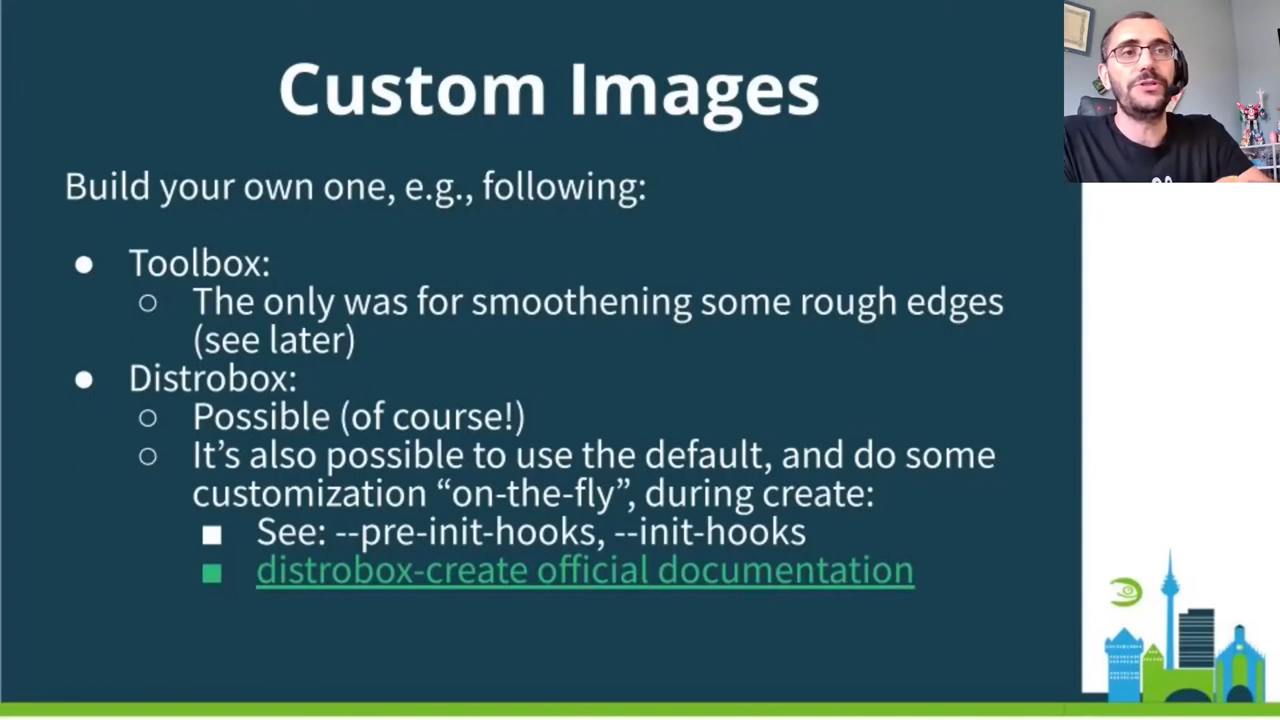 Custom Images
Build your own one, e.g., following:
● Toolbox:
○ The only was for smoothening some rough edges
(see later)
● Distrobox:
○ Possible (of course!)
○ It’s also possible to use the default, and do some
customization “on-the-fly”, during create:
■ See: --pre-init-hooks, --init-hooks
■ distrobox-create official documentation